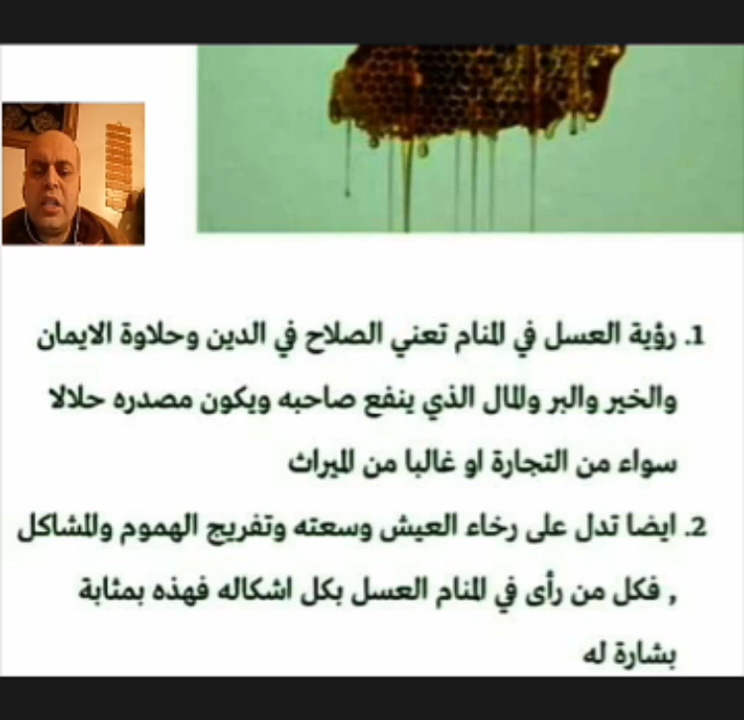 1. رؤية العسل في المنام تعني الصلاح في الدين وحلاوة الايمان
والخير والبر والمال الذي ينفع صاحبه ويكون مصدره حلالا
سواء من التجارة او غالبا من الميراث
2. ايضا تدل على رخاء العيش وسعته وتفريج الهموم والمشاكل
, فكل من رأى في المنام العسل بكل اشكاله فهذه بمثابة
بشارة له